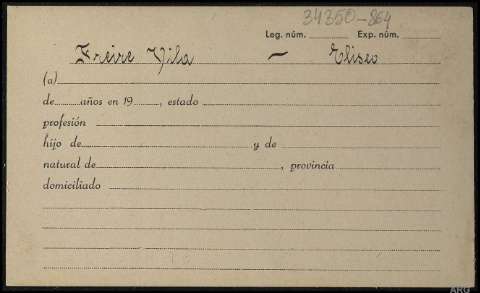 34350-864
Leg. núm. Exp. núm.
Freire Vila - Eliseo
(a)
de años en 19 , estado
profesión
hijo de y de
natural de , provincia
domiciliado
ARG